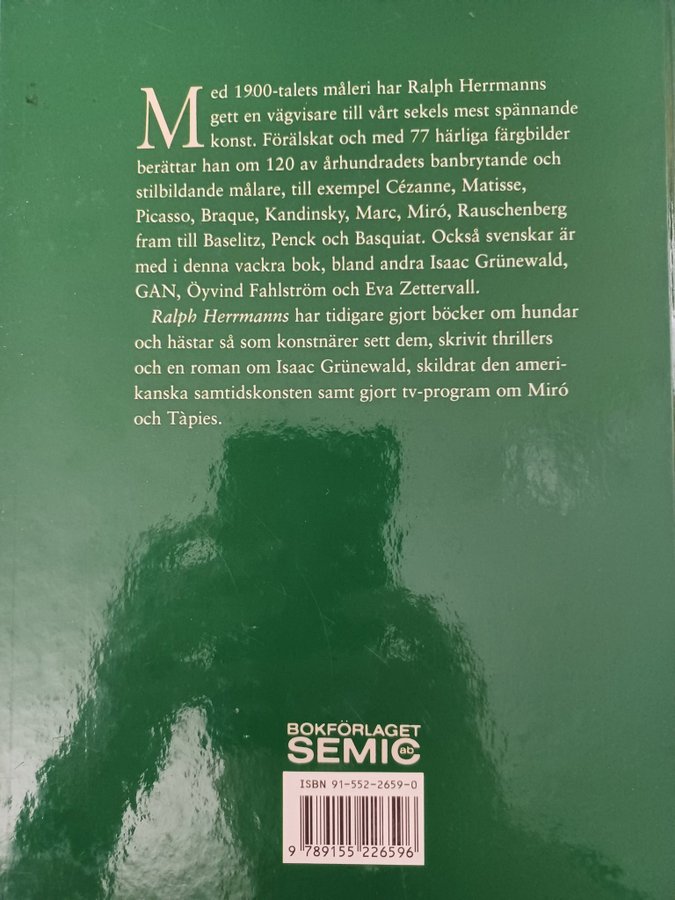 Med 1900-talets måleri har Ralph Herrmanns
gett en vägvisare till vårt sekels mest spännande
konst. Förälskat och med 77 härliga färgbilder
berättar han om 120 av århundradets banbrytande och
stilbildande målare, till exempel Cézanne, Matisse,
Picasso, Braque, Kandinsky, Marc, Miró, Rauschenberg
fram till Baselitz, Penck och Basquiat. Också svenskar är
med i denna vackra bok, bland andra Isaac Grünewald,
GAN, Öyvind Fahlström och Eva Zettervall.
Ralph Herrmanns har tidigare gjort böcker om hundar
och hästar så som konstnärer sett dem, skrivit thrillers
och en roman om Isaac Grünewald, skildrat den ameri-
kanska samtidskonsten samt gjort tv-program om Miró
och Tàpies.
BOKFÖRLAGET
SEMIC ab
ISBN 91-552-2659-0
9 789155 226596